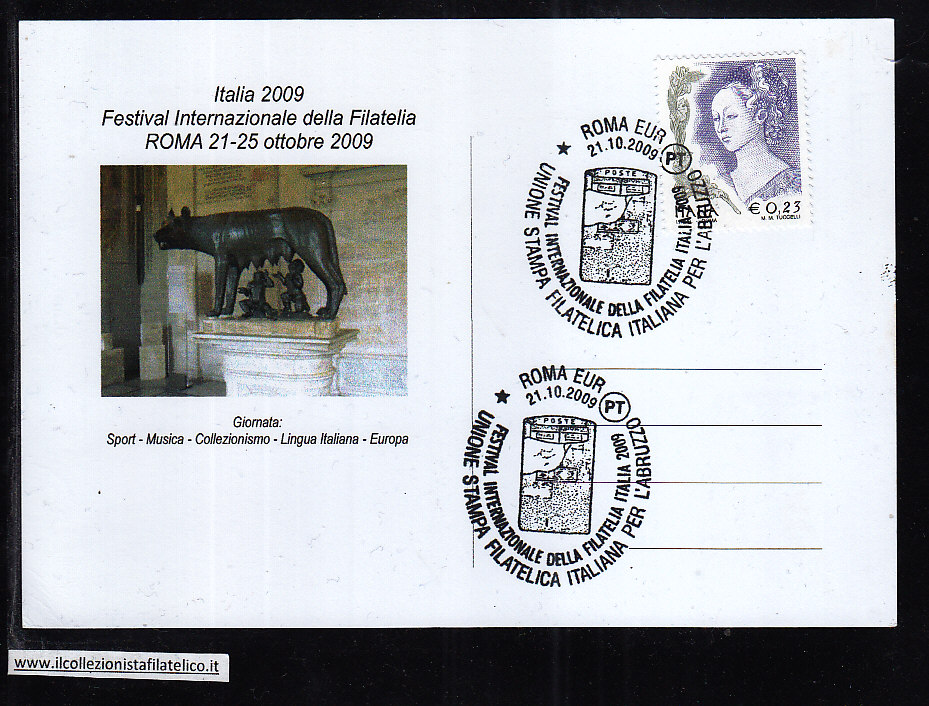 Italia 2009
Festival Internazionale della Filatelia
ROMA 21-25 ottobre 2009
Giornata:
Sport - Musica - Collezionismo - Lingua Italiana - Europa
€ 0,23
M. M. TUCCELLI
ROMA EUR
21.10.2009
PT
POSTE
FESTIVAL INTERNAZIONALE DELLA FILATELIA ITALIA 2009
UNIONE STAMPA FILATELICA ITALIANA PER L'ABRUZZO
ROMA EUR
21.10.2009
PT
POSTE
FESTIVAL INTERNAZIONALE DELLA FILATELIA ITALIA 2009
UNIONE STAMPA FILATELICA ITALIANA PER L'ABRUZZO
www.ilcollezionistafilatelico.it